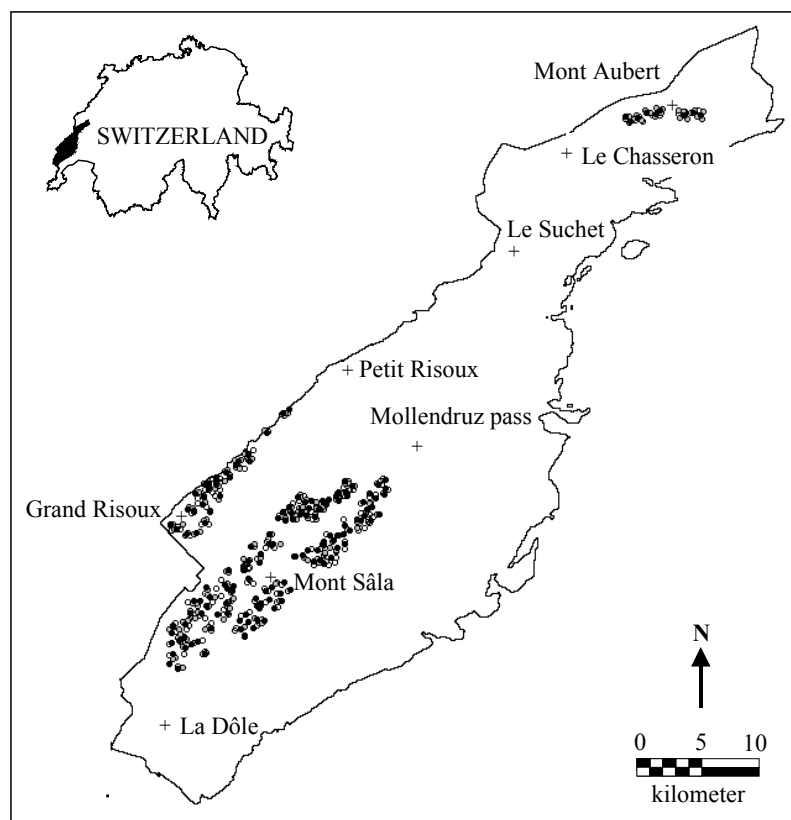 Mont Aubert
SWITZERLAND
Le Chasseron
Le Suchet
Petit Risoux
Mollendruz pass
Grand Risoux
Mont Sâla
N
La Dôle
0 5 10
kilometer